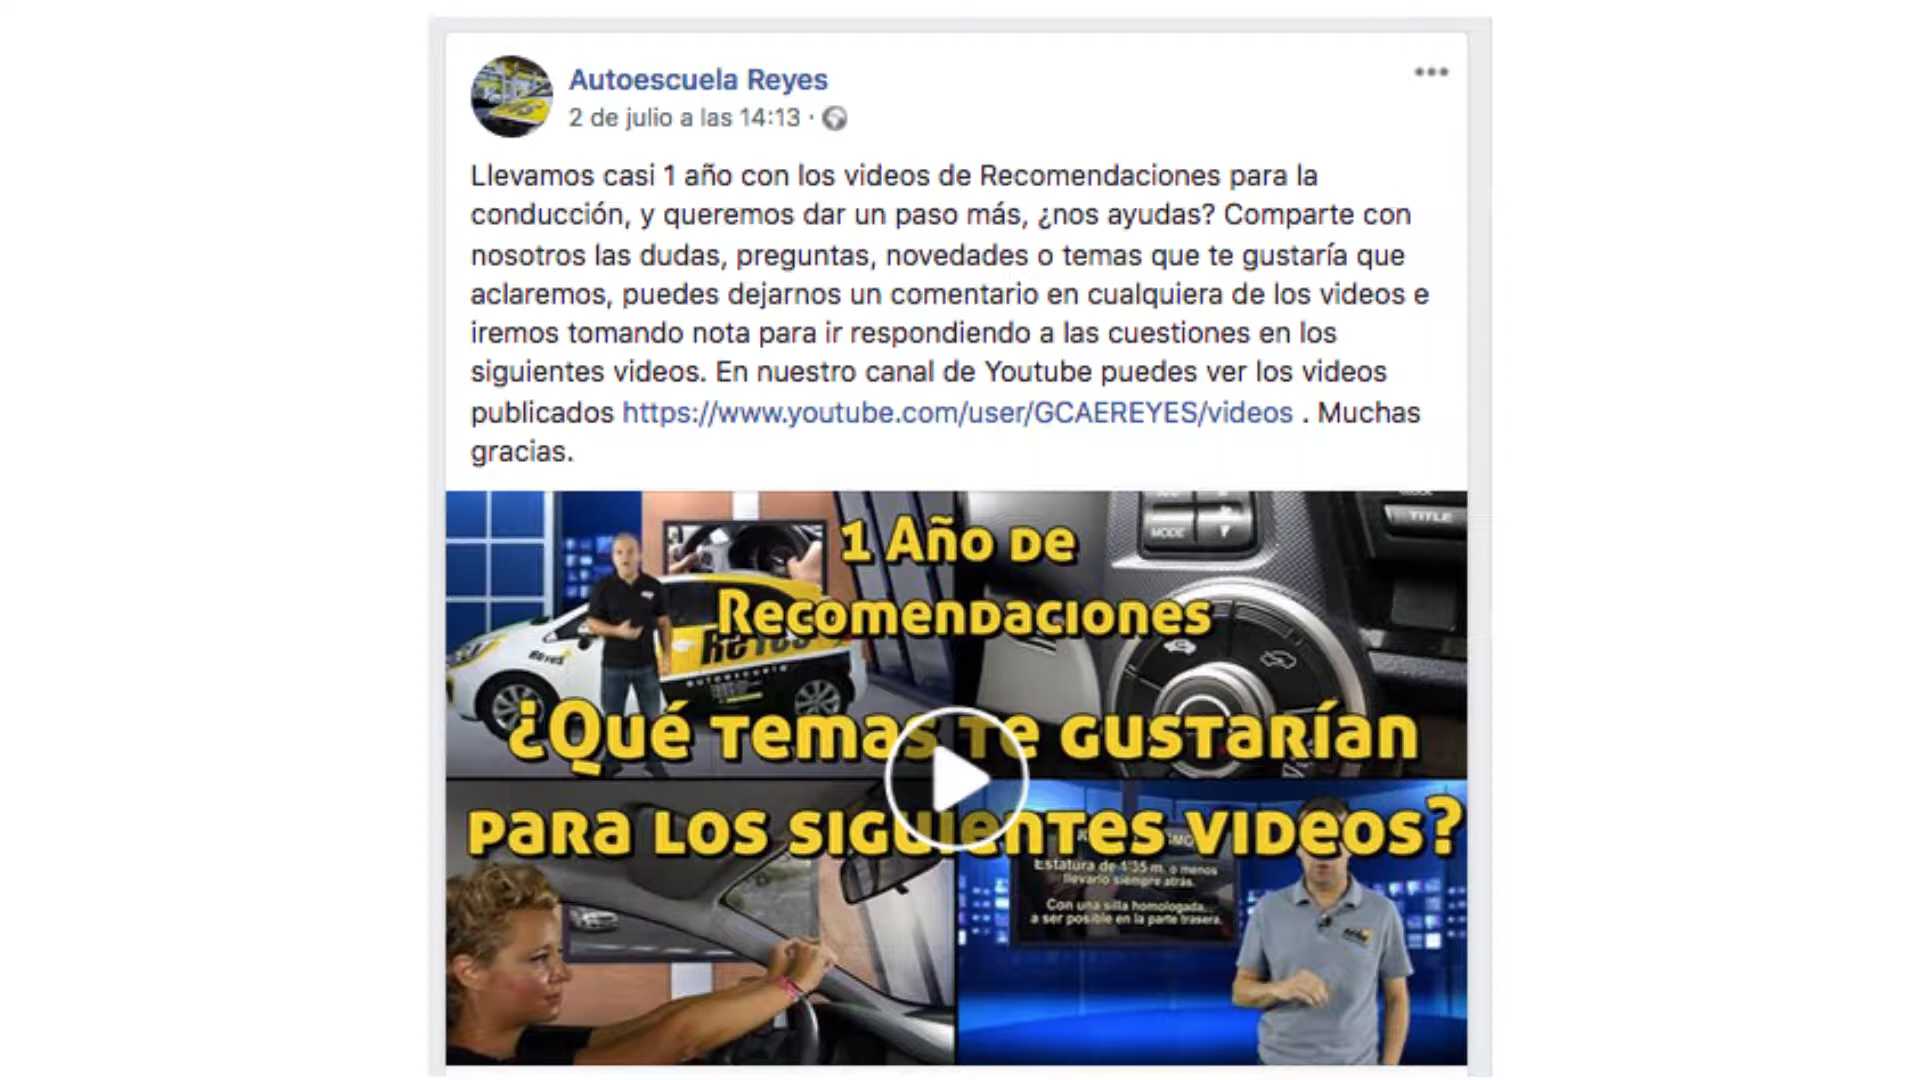 Autoescuela Reyes
2 de julio a las 14:13 ·
Llevamos casi 1 año con los videos de Recomendaciones para la
conducción, y queremos dar un paso más, ¿nos ayudas? Comparte con
nosotros las dudas, preguntas, novedades o temas que te gustaría que
aclaremos, puedes dejarnos un comentario en cualquiera de los videos e
iremos tomando nota para ir respondiendo a las cuestiones en los
siguientes videos. En nuestro canal de Youtube puedes ver los videos
publicados https://www.youtube.com/user/GCAEREYES/videos . Muchas
gracias.
MODE
TITLE
1 Año de
Recomendaciones
Reyes
Reyes
autoescuela
¿Qué temas te gustarían
para los siguientes videos?
Estatura de 1'35 m. o menos
llevarlo siempre atrás.
Con una silla homologada...
a ser posible en la parte trasera.